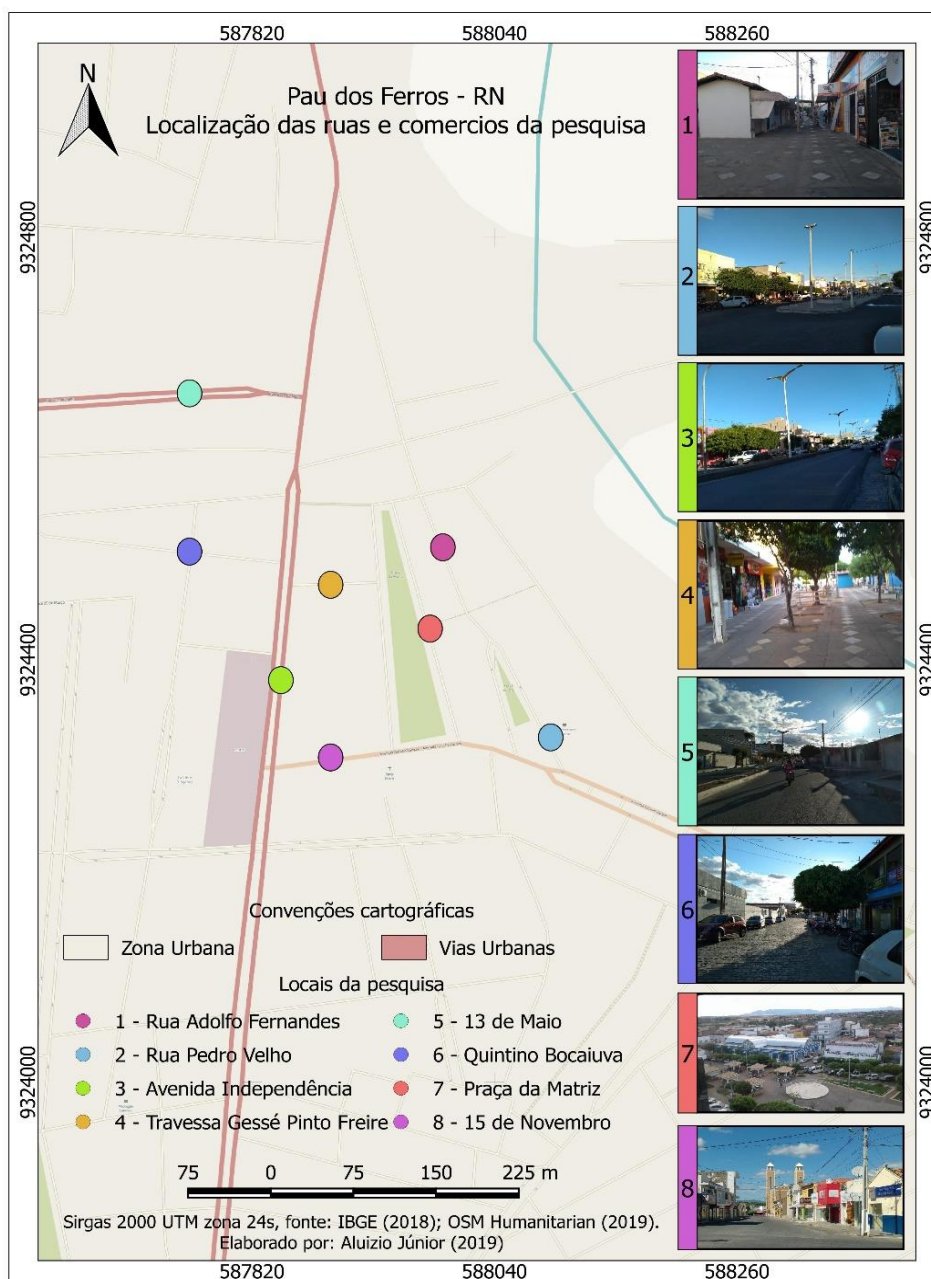 587820 588040 588260
N
Pau dos Ferros - RN
Localização das ruas e comercios da pesquisa
9324800 9324800
9324400 9324400
9324000 9324000
1
2
3
4
5
6
7
8
Convenções cartográficas
Zona Urbana Vias Urbanas
Locais da pesquisa
1 - Rua Adolfo Fernandes
2 - Rua Pedro Velho
3 - Avenida Independência
4 - Travessa Gessé Pinto Freire
5 - 13 de Maio
6 - Quintino Bocaiuva
7 - Praça da Matriz
8 - 15 de Novembro
75 0 75 150 225 m
Sirgas 2000 UTM zona 24s, fonte: IBGE (2018); OSM Humanitarian (2019).
Elaborado por: Aluizio Júnior (2019)
587820 588040 588260